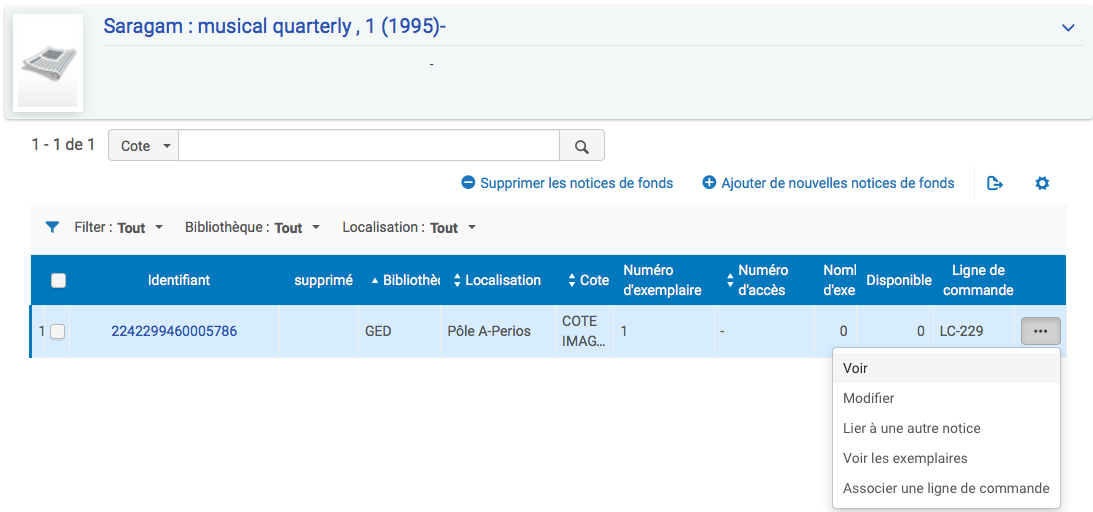 Saragam : musical quarterly , 1 (1995)-
-
1 - 1 de 1 Cote
Supprimer les notices de fonds Ajouter de nouvelles notices de fonds
Filter : Tout Bibliothèque : Tout Localisation : Tout
Identifiant supprimé Bibliothè Localisation Cote Numéro d'exemplaire Numéro d'accès Noml d'exe Disponible Ligne de commande
1 2242299460005786 GED Pôle A-Perios COTE IMAG... 1 - 0 0 LC-229 ...
Voir
Modifier
Lier à une autre notice
Voir les exemplaires
Associer une ligne de commande